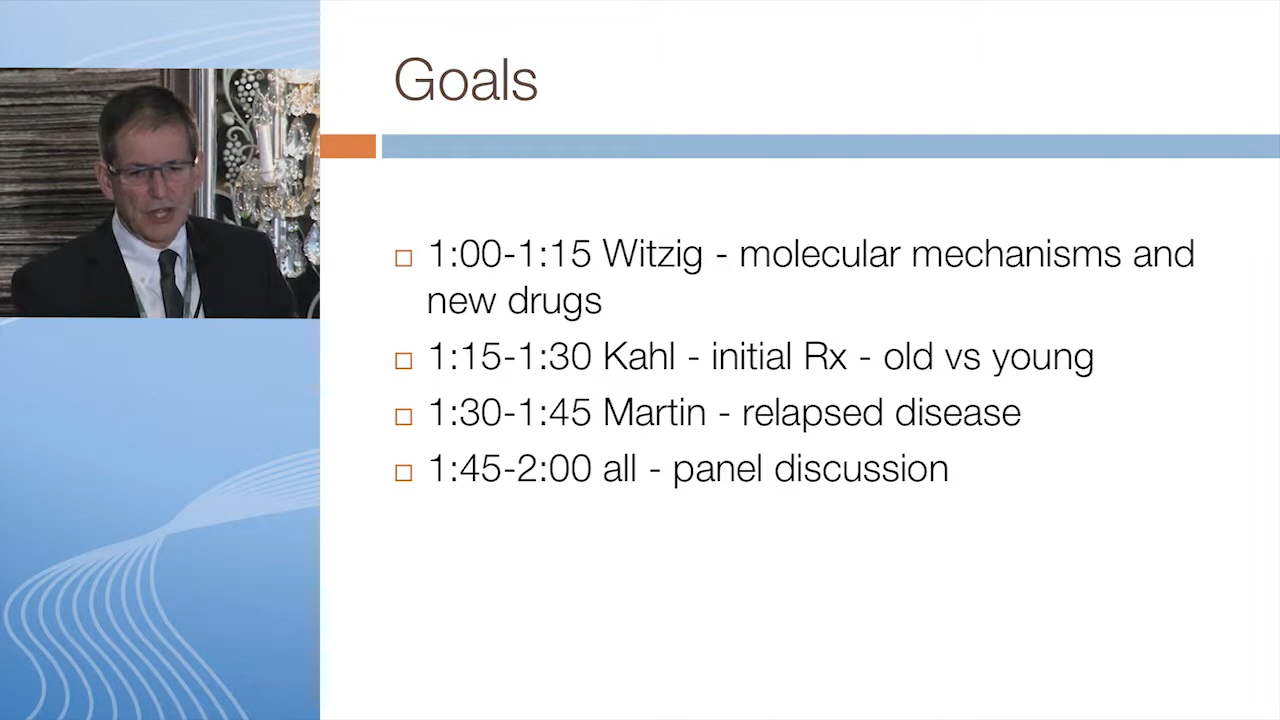 Goals
1:00-1:15 Witzig - molecular mechanisms and
new drugs
1:15-1:30 Kahl - initial Rx - old vs young
1:30-1:45 Martin - relapsed disease
1:45-2:00 all - panel discussion